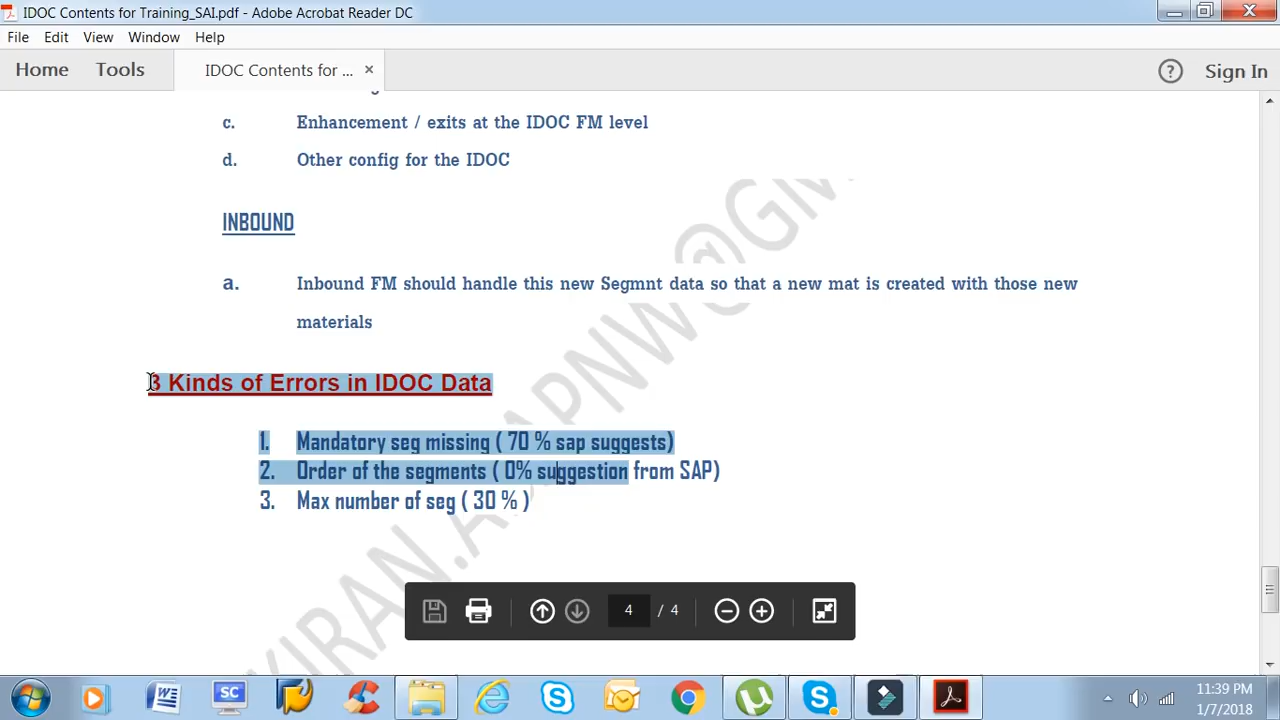 IDOC Contents for Training_SAI.pdf - Adobe Acrobat Reader DC
File Edit View Window Help
Home Tools IDOC Contents for ... × ? Sign In
c. Enhancement / exits at the IDOC FM level
d. Other config for the IDOC
INBOUND
a. Inbound FM should handle this new Segmnt data so that a new mat is created with those new
materials
3 Kinds of Errors in IDOC Data
1. Mandatory seg missing ( 70 % sap suggests)
2. Order of the segments ( 0% suggestion from SAP)
3. Max number of seg ( 30 % )
KIRAN.APNW@GM
4 / 4
SC
11:39 PM
1/7/2018